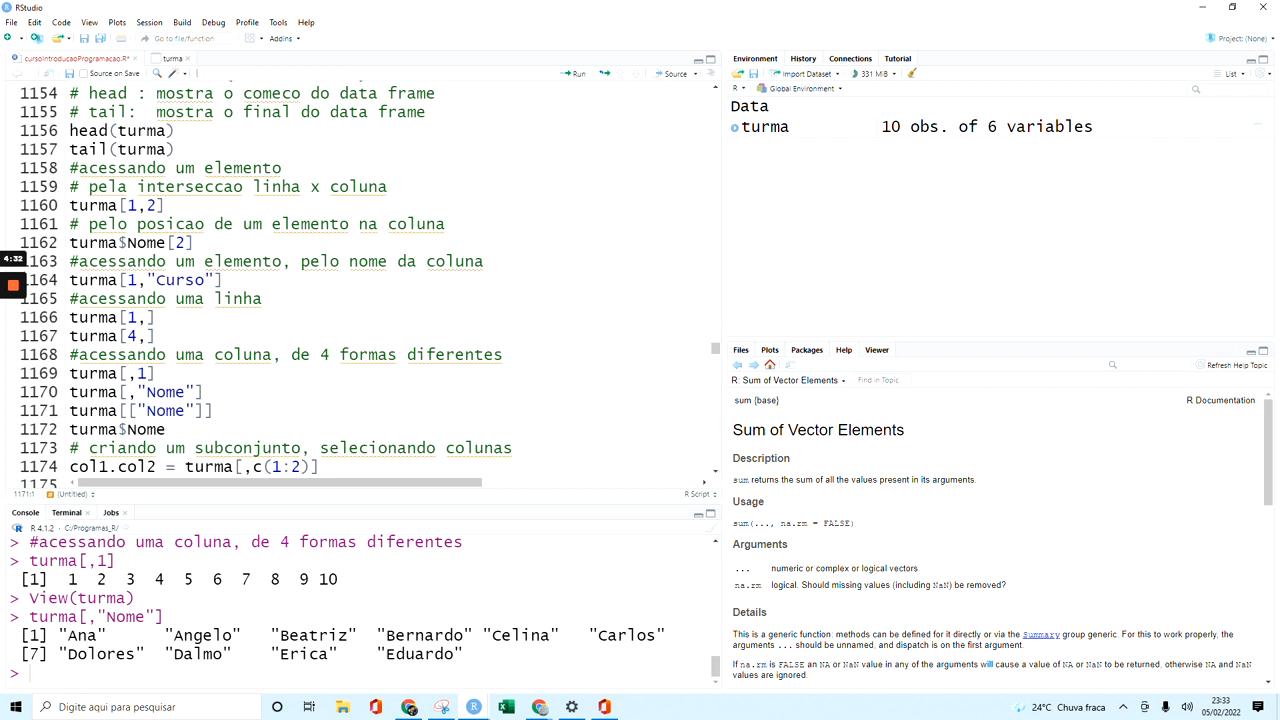 RStudio
File Edit Code View Plots Session Build Debug Profile Tools Help
Go to file/function Addins Project: (None)
cursoIntroducaoProgramacao.R* turma
Source on Save Run Source
1154 # head : mostra o comeco do data frame
1155 # tail: mostra o final do data frame
1156 head(turma)
1157 tail(turma)
1158 #acessando um elemento
1159 # pela interseccao linha x coluna
1160 turma[1,2]
1161 # pelo posicao de um elemento na coluna
1162 turma$Nome[2]
4:32
1163 #acessando um elemento, pelo nome da coluna
1164 turma[1,"Curso"]
1165 #acessando uma linha
1166 turma[1,]
1167 turma[4,]
1168 #acessando uma coluna, de 4 formas diferentes
1169 turma[,1]
1170 turma[,"Nome"]
1171 turma[["Nome"]]
1172 turma$Nome
1173 # criando um subconjunto, selecionando colunas
1174 col1.col2 = turma[,c(1:2)]
1175
1171:1 (Untitled) R Script
Console Terminal Jobs
R 4.1.2 · C:/Programas_R/
> #acessando uma coluna, de 4 formas diferentes
> turma[,1]
[1] 1 2 3 4 5 6 7 8 9 10
> View(turma)
> turma[,"Nome"]
[1] "Ana" "Angelo" "Beatriz" "Bernardo" "Celina" "Carlos"
[7] "Dolores" "Dalmo" "Erica" "Eduardo"
>
Environment History Connections Tutorial
Import Dataset 331 MiB List
R Global Environment
Data
turma 10 obs. of 6 variables
Files Plots Packages Help Viewer
Refresh Help Topic
R: Sum of Vector Elements Find in Topic
sum {base} R Documentation
Sum of Vector Elements
Description
sum returns the sum of all the values present in its arguments.
Usage
sum(..., na.rm = FALSE)
Arguments
... numeric or complex or logical vectors.
na.rm logical. Should missing values (including NaN) be removed?
Details
This is a generic function: methods can be defined for it directly or via the Summary group generic. For this to work properly, the
arguments ... should be unnamed, and dispatch is on the first argument.
If na.rm is FALSE an NA or NaN value in any of the arguments will cause a value of NA or NaN to be returned, otherwise NA and NaN
values are ignored.
Digite aqui para pesquisar
24°C Chuva fraca
23:33
05/02/2022